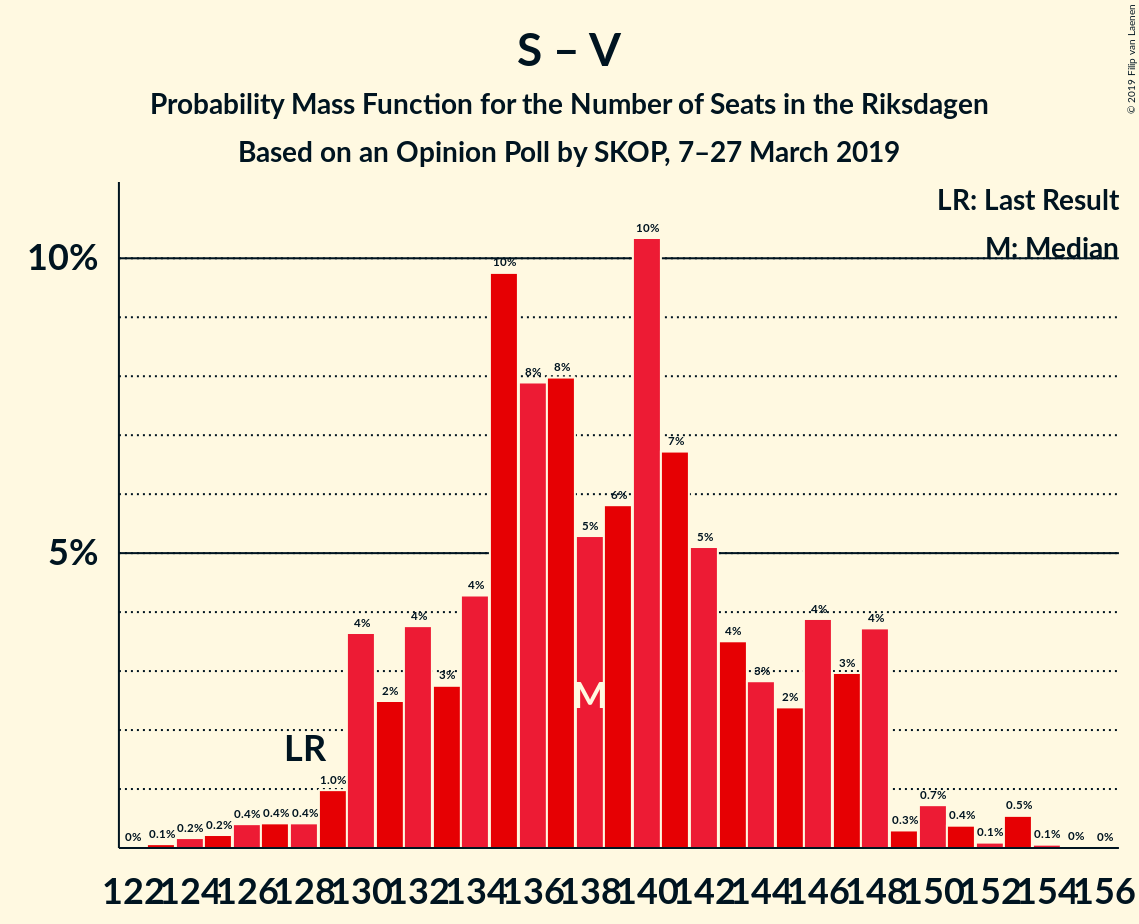 © 2019 Filip van Laenen
S – V
Probability Mass Function for the Number of Seats in the Riksdagen
Based on an Opinion Poll by SKOP, 7–27 March 2019
LR: Last Result
M: Median
10%
5%
0% 0.1% 0.2% 0.2% 0.4% 0.4% 0.4% 1.0% 4% 2% 4% 3% 4% 10% 8% 8% 5% 6% 10% 7% 5% 4% 3% 2% 4% 3% 4% 0.3% 0.7% 0.4% 0.1% 0.5% 0.1% 0% 0%
LR
M
122 124 126 128 130 132 134 136 138 140 142 144 146 148 150 152 154 156